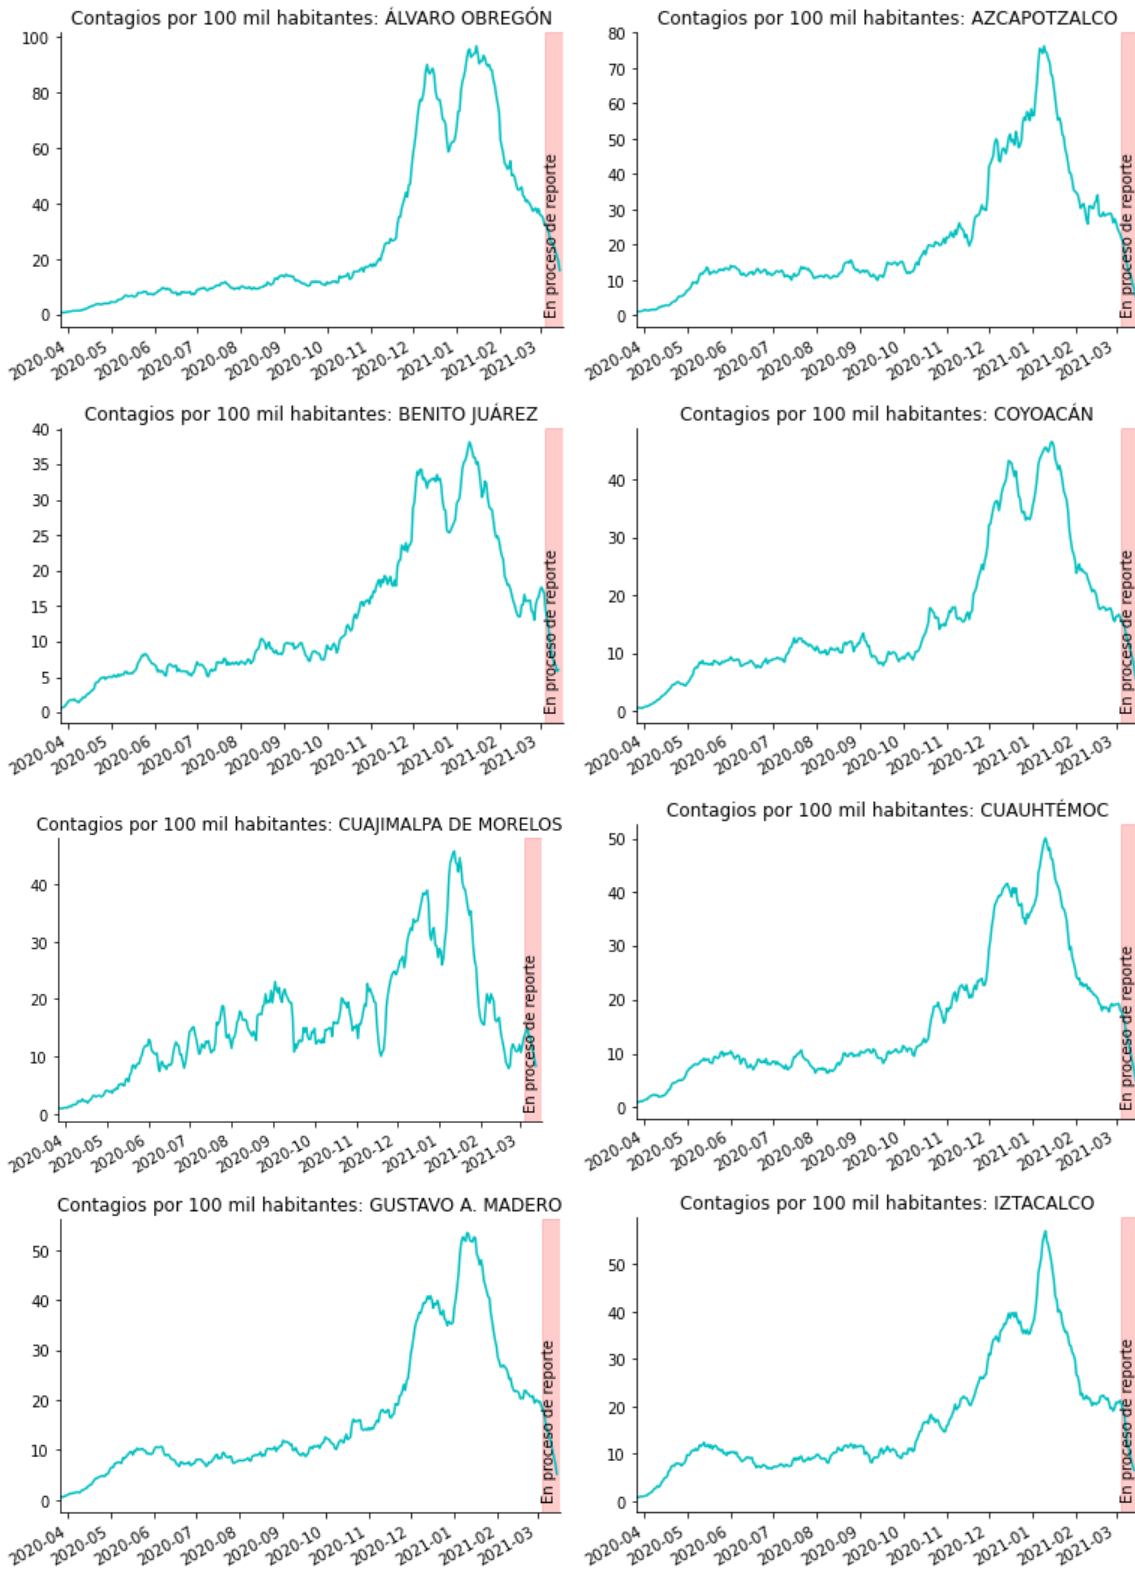 Contagios por 100 mil habitantes: ÁLVARO OBREGÓN
100
80
60
40
20
0
En proceso de reporte
2020-04 2020-05 2020-06 2020-07 2020-08 2020-09 2020-10 2020-11 2020-12 2021-01 2021-02 2021-03
Contagios por 100 mil habitantes: AZCAPOTZALCO
80
70
60
50
40
30
20
10
0
En proceso de reporte
2020-04 2020-05 2020-06 2020-07 2020-08 2020-09 2020-10 2020-11 2020-12 2021-01 2021-02 2021-03
Contagios por 100 mil habitantes: BENITO JUÁREZ
40
35
30
25
20
15
10
5
0
En proceso de reporte
2020-04 2020-05 2020-06 2020-07 2020-08 2020-09 2020-10 2020-11 2020-12 2021-01 2021-02 2021-03
Contagios por 100 mil habitantes: COYOACÁN
40
30
20
10
0
En proceso de reporte
2020-04 2020-05 2020-06 2020-07 2020-08 2020-09 2020-10 2020-11 2020-12 2021-01 2021-02 2021-03
Contagios por 100 mil habitantes: CUAJIMALPA DE MORELOS
40
30
20
10
0
En proceso de reporte
2020-04 2020-05 2020-06 2020-07 2020-08 2020-09 2020-10 2020-11 2020-12 2021-01 2021-02 2021-03
Contagios por 100 mil habitantes: CUAUHTÉMOC
50
40
30
20
10
0
En proceso de reporte
2020-04 2020-05 2020-06 2020-07 2020-08 2020-09 2020-10 2020-11 2020-12 2021-01 2021-02 2021-03
Contagios por 100 mil habitantes: GUSTAVO A. MADERO
50
40
30
20
10
0
En proceso de reporte
2020-04 2020-05 2020-06 2020-07 2020-08 2020-09 2020-10 2020-11 2020-12 2021-01 2021-02 2021-03
Contagios por 100 mil habitantes: IZTACALCO
50
40
30
20
10
0
En proceso de reporte
2020-04 2020-05 2020-06 2020-07 2020-08 2020-09 2020-10 2020-11 2020-12 2021-01 2021-02 2021-03